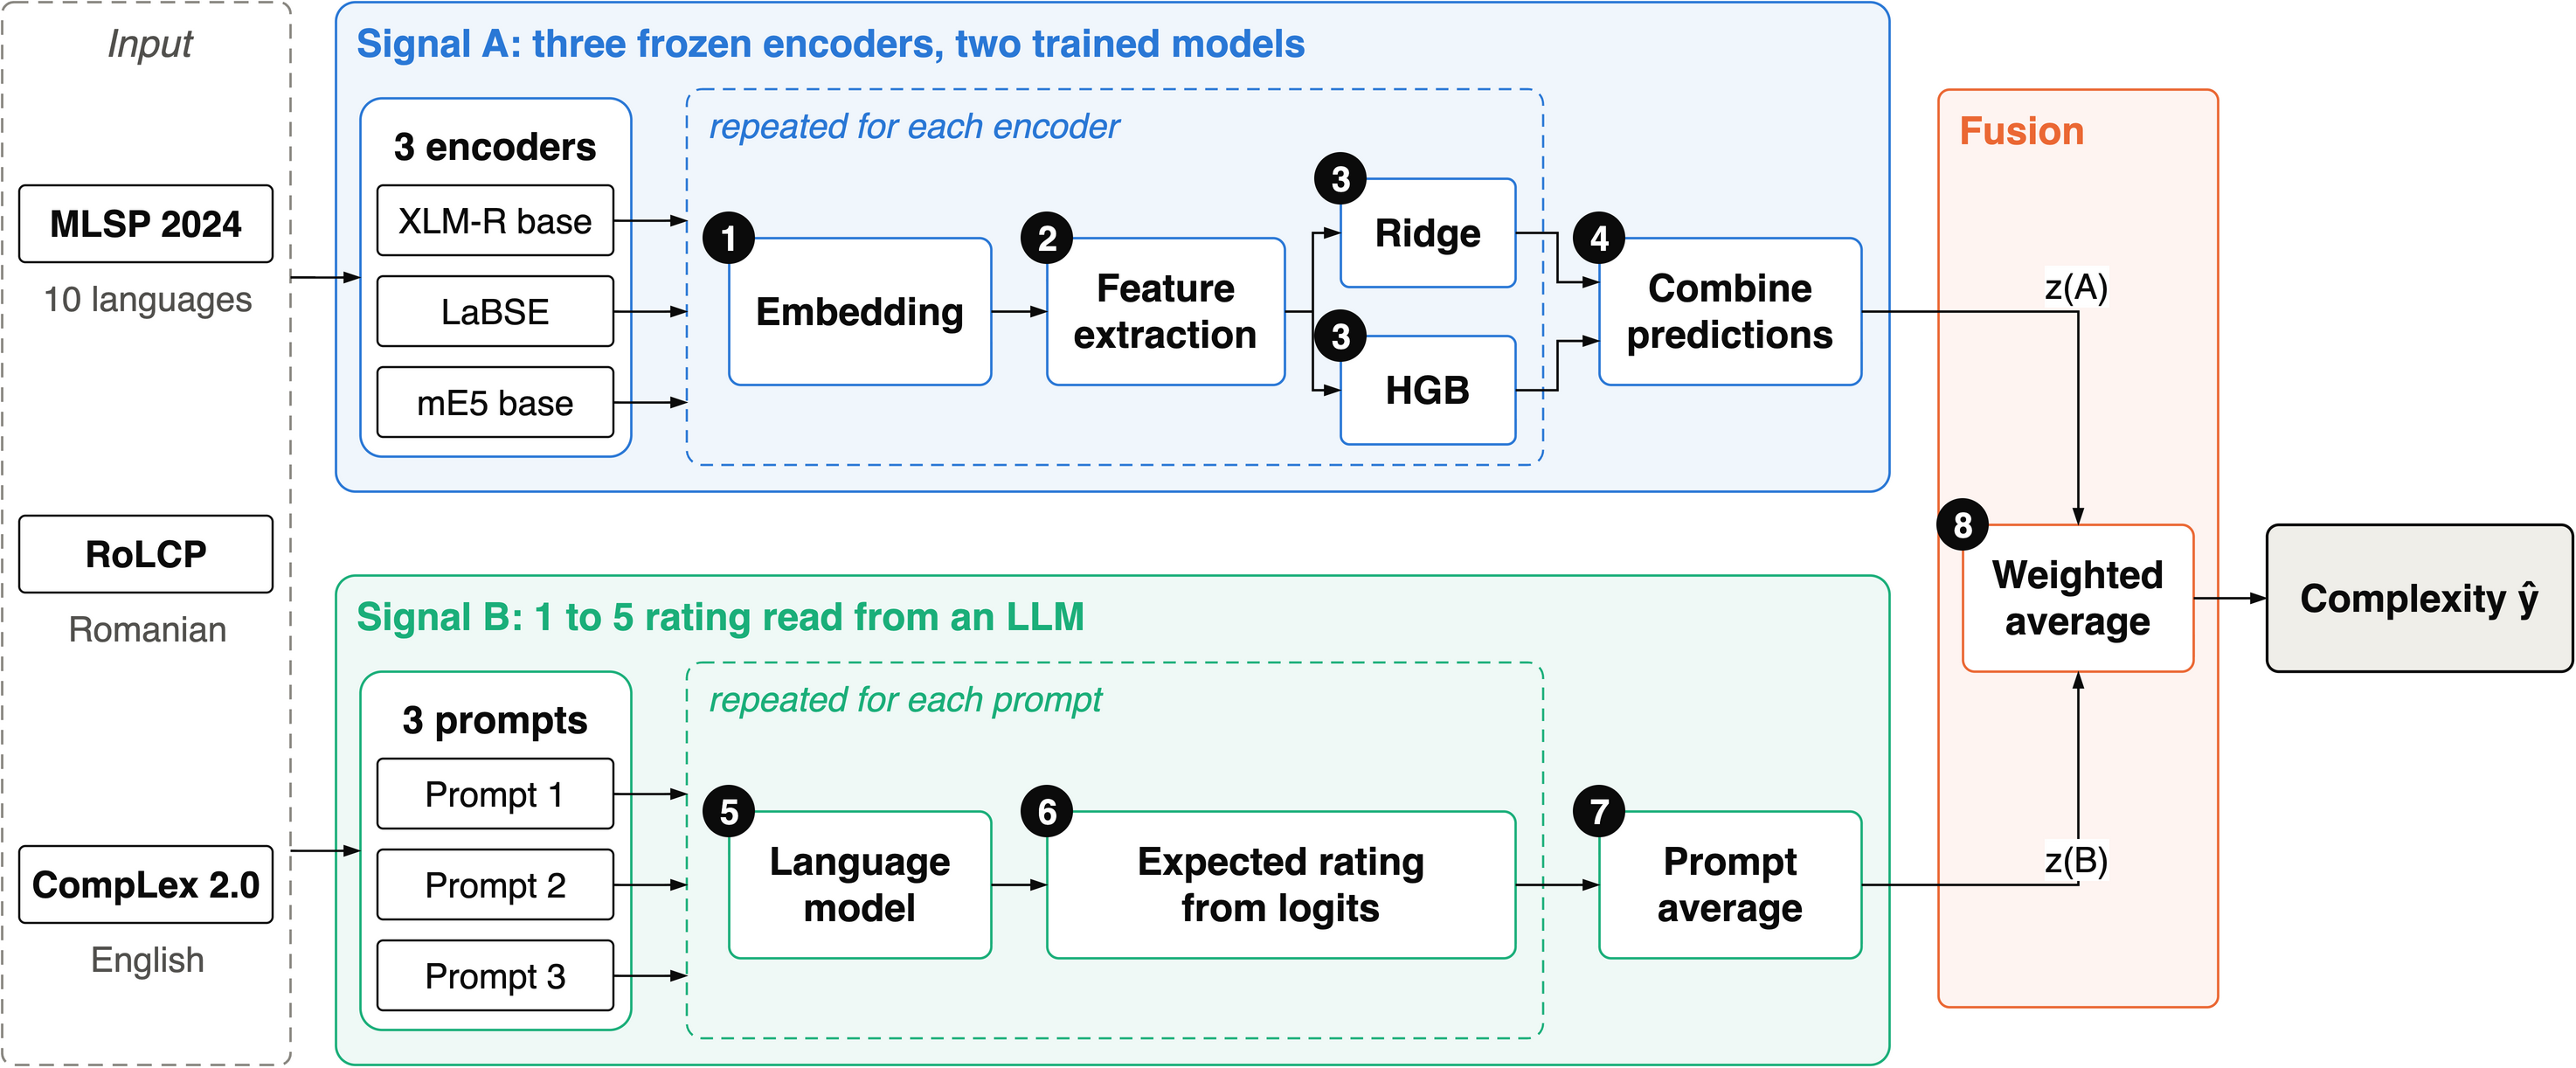 Input
MLSP 2024
10 languages
RoLCP
Romanian
CompLex 2.0
English
Signal A: three frozen encoders, two trained models
3 encoders
XLM-R base
LaBSE
mE5 base
repeated for each encoder
1
Embedding
2
Feature
extraction
3
Ridge
3
HGB
4
Combine
predictions
Signal B: 1 to 5 rating read from an LLM
3 prompts
Prompt 1
Prompt 2
Prompt 3
repeated for each prompt
5
Language
model
6
Expected rating
from logits
7
Prompt
average
Fusion
z(A)
8
Weighted
average
z(B)
Complexity ŷ